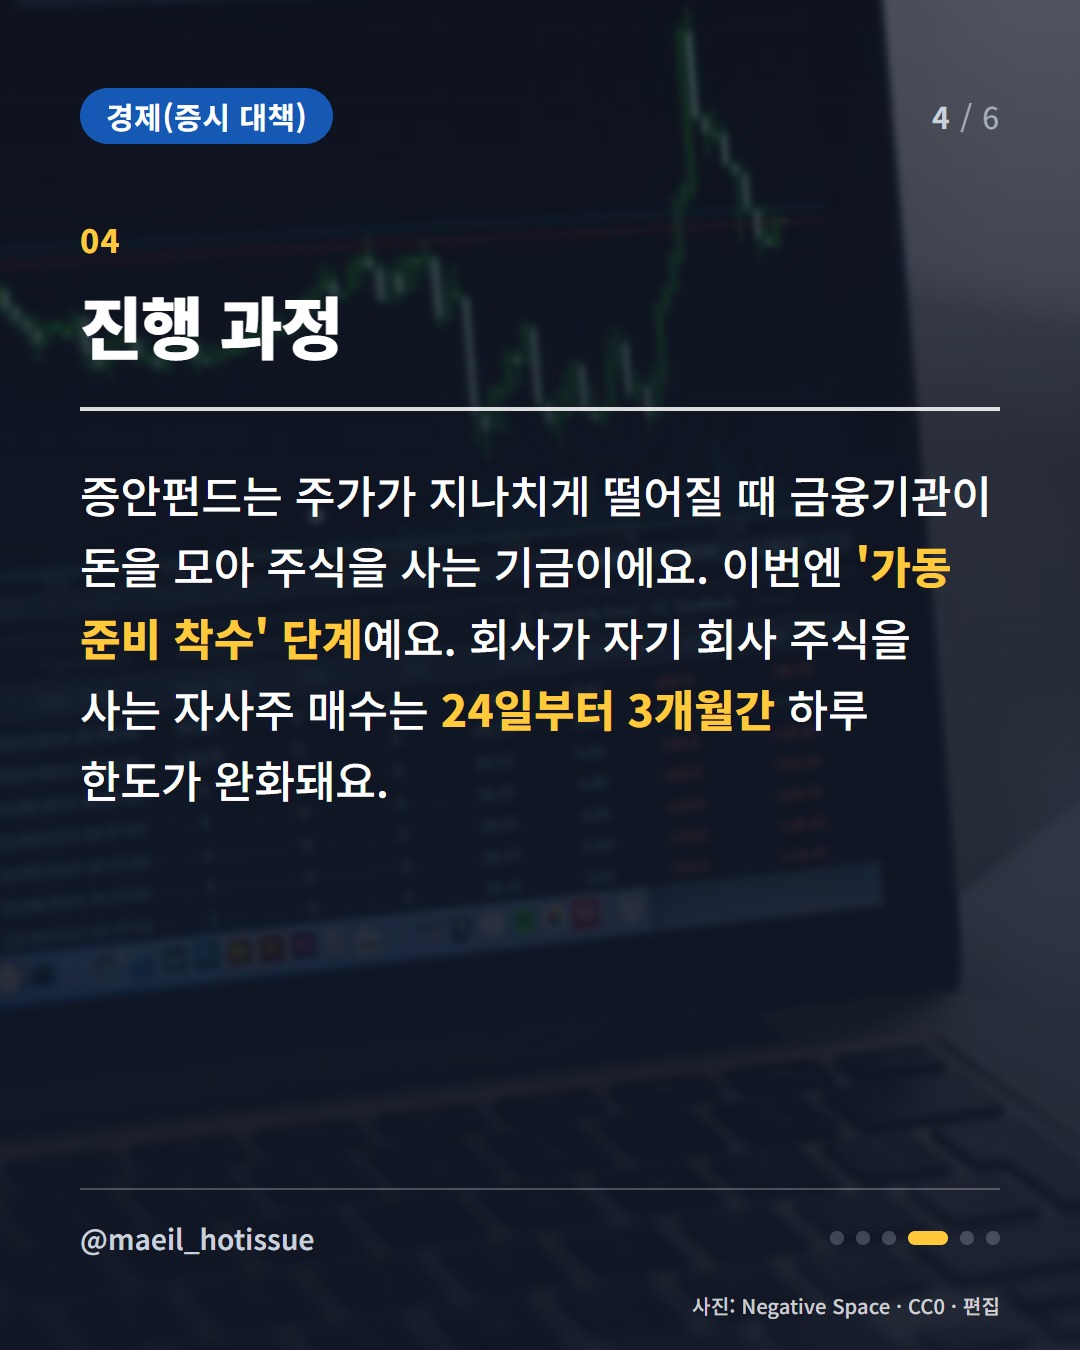 경제(증시 대책)
4 / 6
04
진행 과정
증안펀드는 주가가 지나치게 떨어질 때 금융기관이
돈을 모아 주식을 사는 기금이에요. 이번엔 '가동
준비 착수' 단계예요. 회사가 자기 회사 주식을
사는 자사주 매수는 24일부터 3개월간 하루
한도가 완화돼요.
@maeil_hotissue
사진: Negative Space · CC0 · 편집